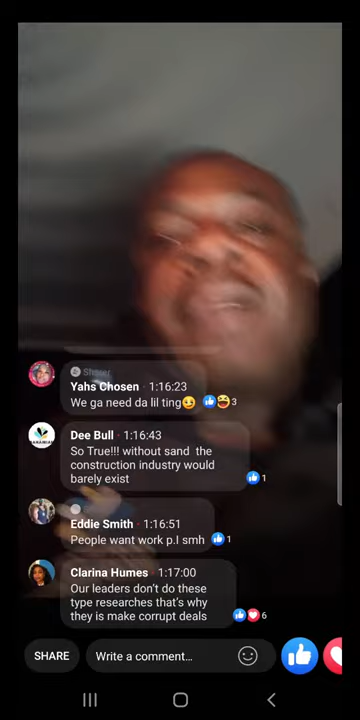 Sharer
Yahs Chosen · 1:16:23
We ga need da lil ting🤒 3
Dee Bull · 1:16:43
So True!!! without sand the
construction industry would
barely exist
1
Eddie Smith · 1:16:51
People want work p.I smh 1
Clarina Humes · 1:17:00
Our leaders don't do these
type researches that's why
they is make corrupt deals
6
SHARE
Write a comment...